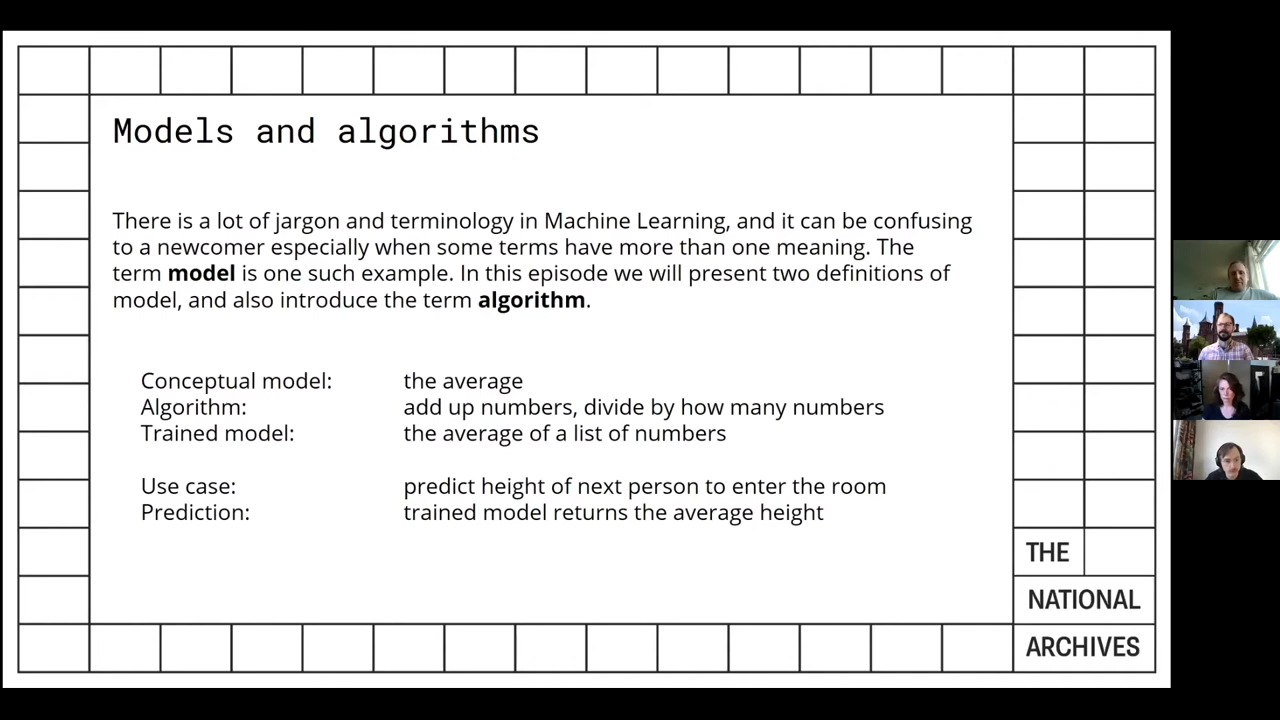 Models and algorithms
There is a lot of jargon and terminology in Machine Learning, and it can be confusing
to a newcomer especially when some terms have more than one meaning. The
term model is one such example. In this episode we will present two definitions of
model, and also introduce the term algorithm.
Conceptual model: the average
Algorithm: add up numbers, divide by how many numbers
Trained model: the average of a list of numbers
Use case: predict height of next person to enter the room
Prediction: trained model returns the average height
THE
NATIONAL
ARCHIVES